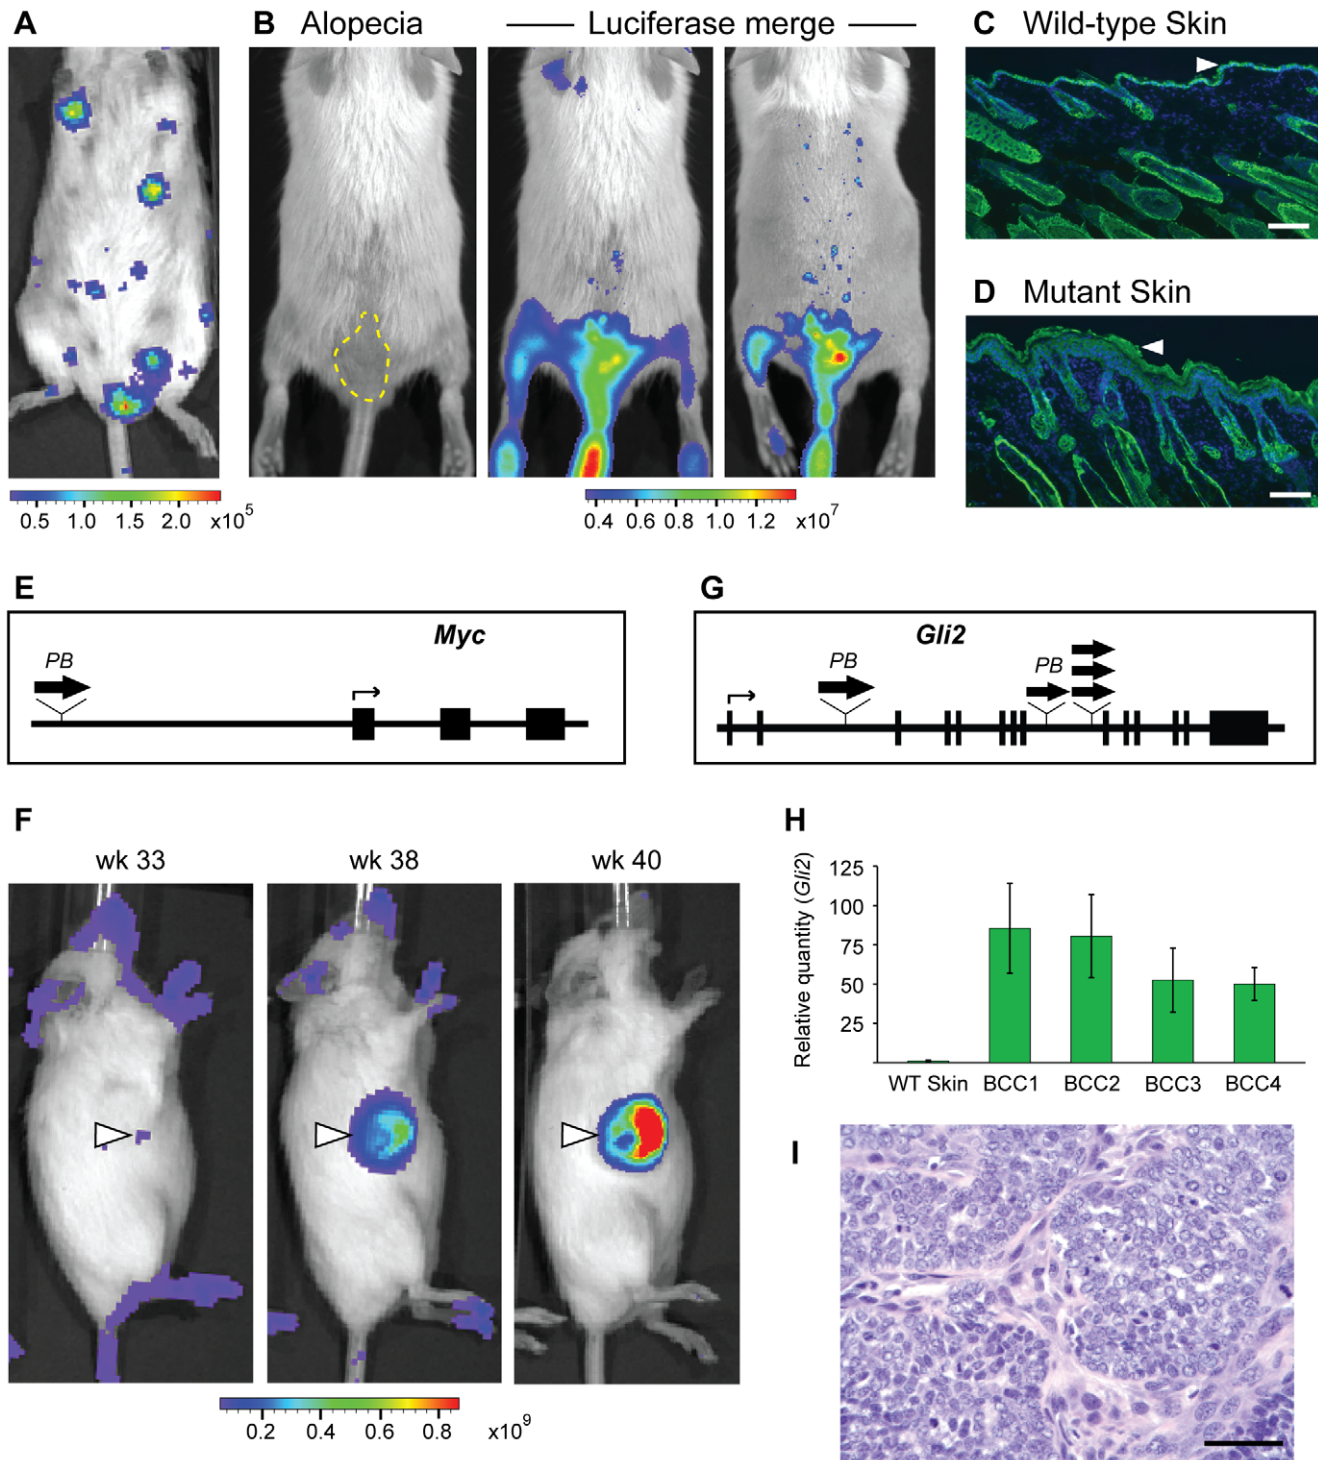 A
B Alopecia
Luciferase merge
C Wild-type Skin
D Mutant Skin
0.5 1.0 1.5 2.0 x10^5
0.4 0.6 0.8 1.0 1.2 x10^7
E
Myc
PB
G
Gli2
PB
PB
F
wk 33
wk 38
wk 40
0.2 0.4 0.6 0.8 x10^9
H
Relative quantity (Gli2)
125
100
75
50
25
WT Skin BCC1 BCC2 BCC3 BCC4
I